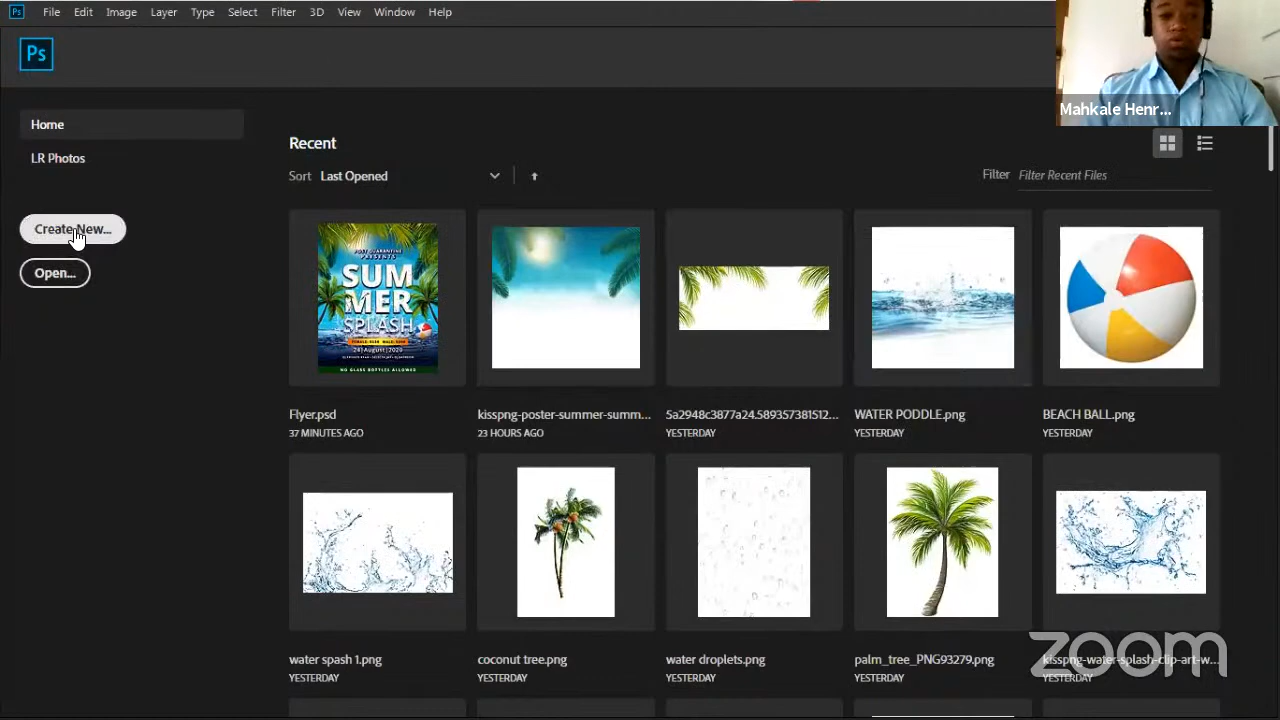 Ps File Edit Image Layer Type Select Filter 3D View Window Help
Ps
Mahkale Henr...
Home
LR Photos
Create New...
Open...
Recent
Sort Last Opened
Filter Filter Recent Files
PRESENTS
SUM
MER
SPLASH
NO GLASS BOTTLES ALLOWED
Flyer.psd
37 MINUTES AGO
kisspng-poster-summer-summ...
23 HOURS AGO
5a2948c3877a24.589357381512...
YESTERDAY
WATER PODDLE.png
YESTERDAY
BEACH BALL.png
YESTERDAY
water spash 1.png
YESTERDAY
coconut tree.png
YESTERDAY
water droplets.png
YESTERDAY
palm_tree_PNG93279.png
YESTERDAY
kisspng-water-splash-clip-art-w...
YESTERDAY
zoom